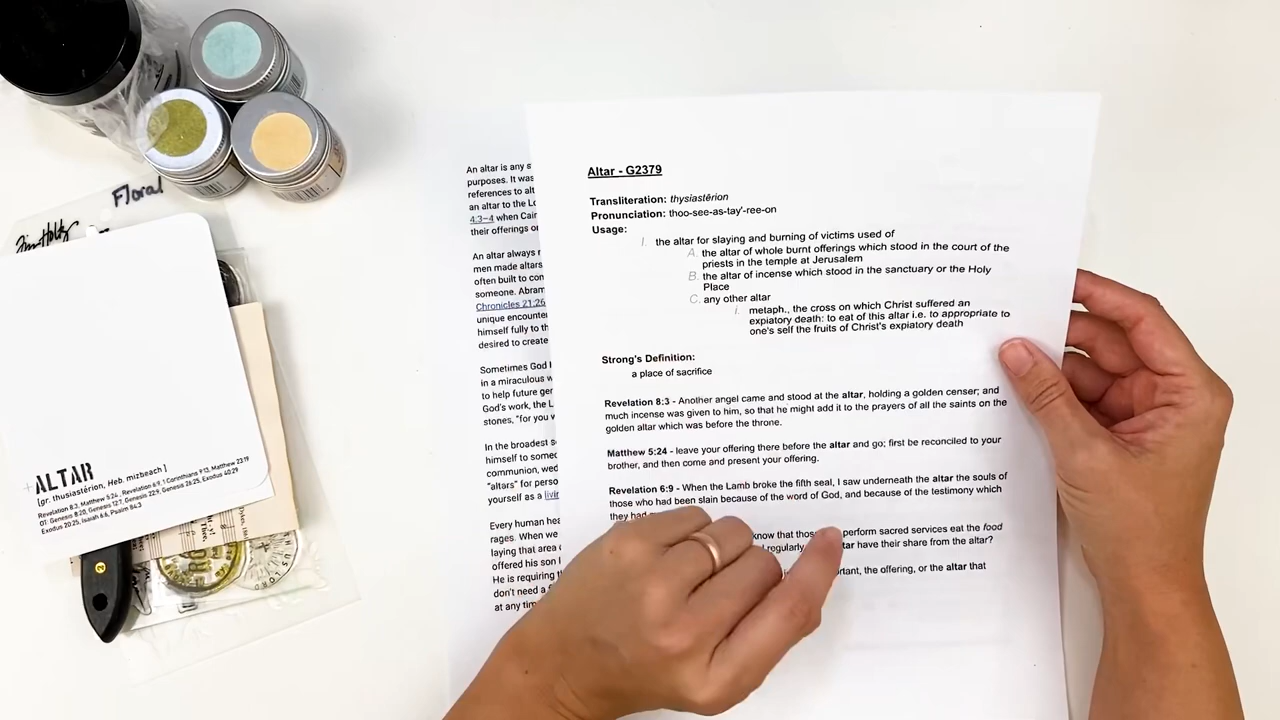 Floral
Tim Holtz
ALTAR
[gr. thusiastérion, Heb. mizbeach ]
Revelation 8:3, Matthew 5:24, Revelation 6:9, 1 Corinthians 9:13, Matthew 23:19
OT: Genesis 8:20, Genesis 12:7, Genesis 22:9, Genesis 26:25, Exodus 40:29
Exodus 20:25, Isaiah 6:6, Psalm 84:3
2
An altar is any
purposes. It was
references to
an altar to the
4.3–4 when
their offerings
An altar always
men made altars
often built to
someone.
Chronicles 21:26
unique
himself fully to
desired to create
Sometimes God
in a miraculous
to help future
God's work, the
stones, "for you
In the broadest
himself to
communion,
"altars" for
yourself as a
Every human
rages. When we
laying that area
offered his son
He is requiring
don't need a
at any
Altar - G2379
Transliteration: thysiastērion
Pronunciation: thoo-see-as-tay'-ree-on
Usage:
I. the altar for slaying and burning of victims used of
A. the altar of whole burnt offerings which stood in the court of the
priests in the temple at Jerusalem
B. the altar of incense which stood in the sanctuary or the Holy
Place
C. any other altar
i. metaph., the cross on which Christ suffered an
expiatory death: to eat of this altar i.e. to appropriate to
one's self the fruits of Christ's expiatory death
Strong's Definition:
a place of sacrifice
Revelation 8:3 - Another angel came and stood at the altar, holding a golden censer; and
much incense was given to him, so that he might add it to the prayers of all the saints on the
golden altar which was before the throne.
Matthew 5:24 - leave your offering there before the altar and go; first be reconciled to your
brother, and then come and present your offering.
Revelation 6:9 - When the Lamb broke the fifth seal, I saw underneath the altar the souls of
those who had been slain because of the word of God, and because of the testimony which
they had
know that those perform sacred services eat the food
regularly have their share from the altar?
the offering, or the altar that